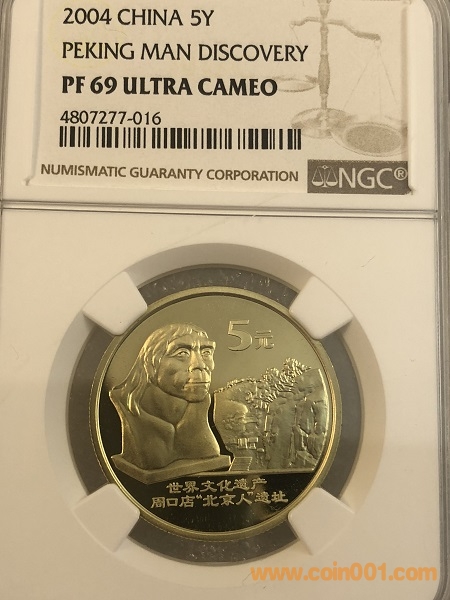 2004 CHINA 5Y
PEKING MAN DISCOVERY
PF 69 ULTRA CAMEO
4807277-016
NUMISMATIC GUARANTY CORPORATION
NGC®
5元
世界文化遗产
周口店"北京人"遗址
www.coin001.com